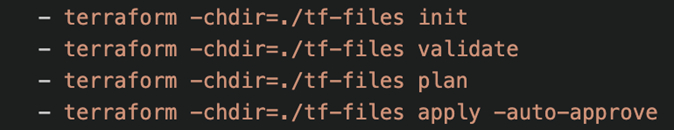 - terraform -chdir=./tf-files init
- terraform -chdir=./tf-files validate
- terraform -chdir=./tf-files plan
- terraform -chdir=./tf-files apply -auto-approve